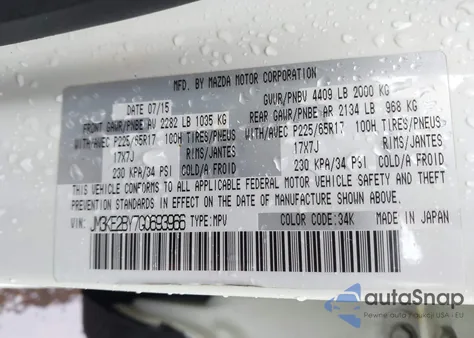 MFD. BY MAZDA MOTOR CORPORATION
DATE 07/15 GVWR/PNBV 4409 LB 2000 KG
FRONT GAWR/PNBE AV 2282 LB 1035 KG REAR GAWR/PNBE AR 2134 LB 968 KG
WITH/AVEC P225/65R17 100H TIRES/PNEUS WITH/AVEC P225/65R17 100H TIRES/PNEUS
17X7J RIMS/JANTES 17X7J RIMS/JANTES
230 KPA/34 PSI COLD/A FROID 230 KPA/34 PSI COLD/A FROID
THIS VEHICLE CONFORMS TO ALL APPLICABLE FEDERAL MOTOR VEHICLE SAFETY AND THEFT
PREVENTION STANDARDS IN EFFECT ON THE DATE OF MANUFACTURE SHOWN ABOVE.
JM3KE2BY7G0693966 TYPE: MPV COLOR CODE: 34K MADE IN JAPAN
autoSnap
Pewne auta z aukcji USA - EU